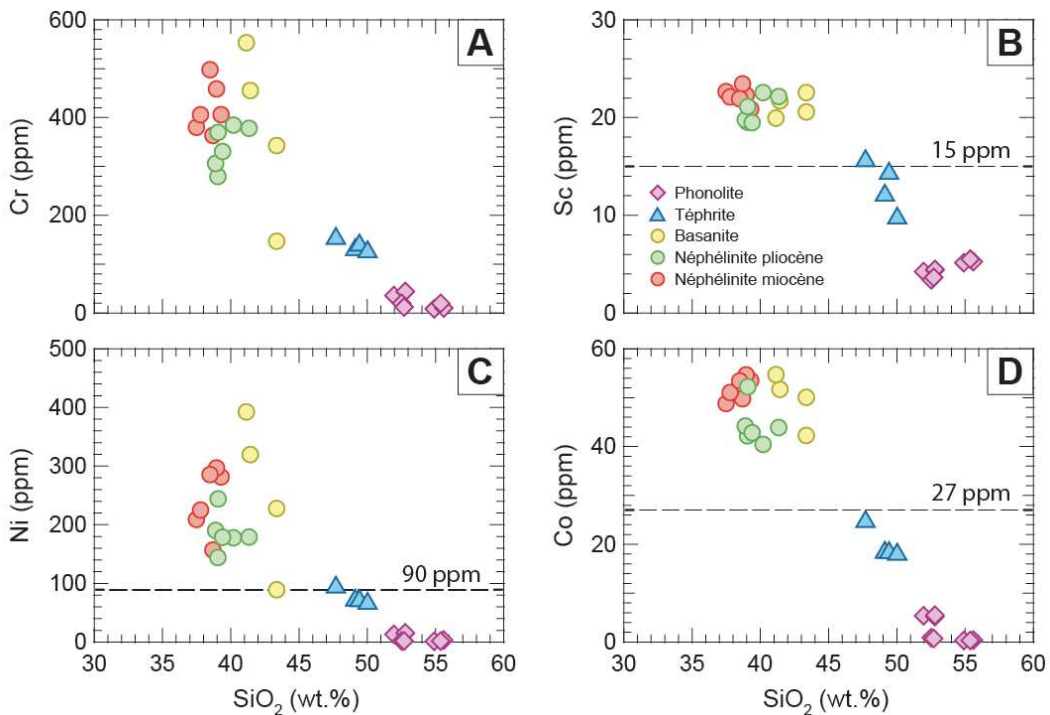 600
400
200
0
Cr (ppm)
A
30
20
10
0
Sc (ppm)
B
15 ppm
Phonolite
Téphrite
Basanite
Néphélinite pliocène
Néphélinite miocène
500
400
300
200
100
0
Ni (ppm)
C
90 ppm
30 35 40 45 50 55 60
SiO2 (wt.%)
60
40
20
0
Co (ppm)
D
27 ppm
30 35 40 45 50 55 60
SiO2 (wt.%)